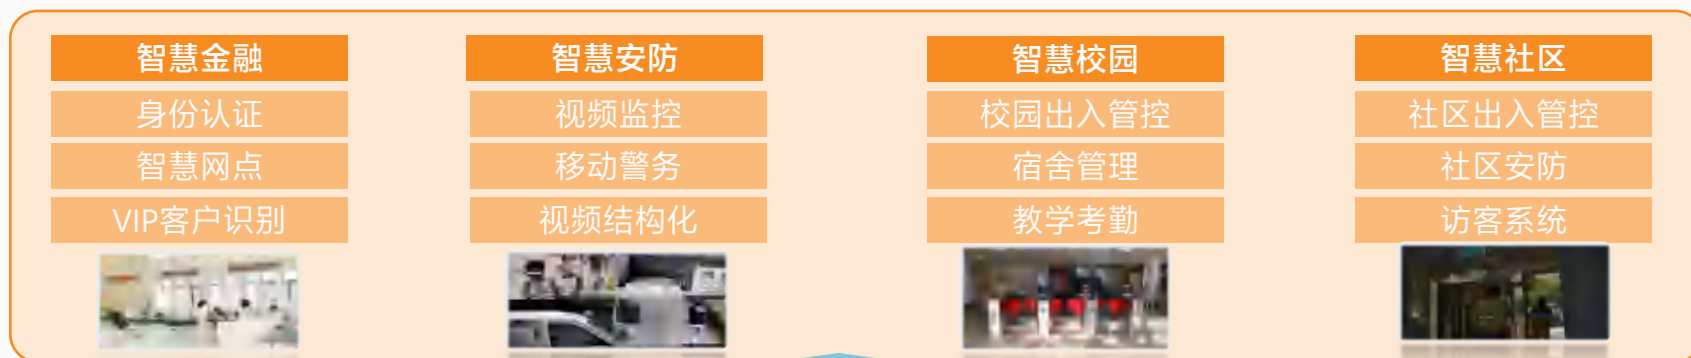 智慧金融
身份认证
智慧网点
VIP客户识别
智慧安防
视频监控
移动警务
视频结构化
智慧校园
校园出入管控
宿舍管理
教学考勤
智慧社区
社区出入管控
社区安防
访客系统